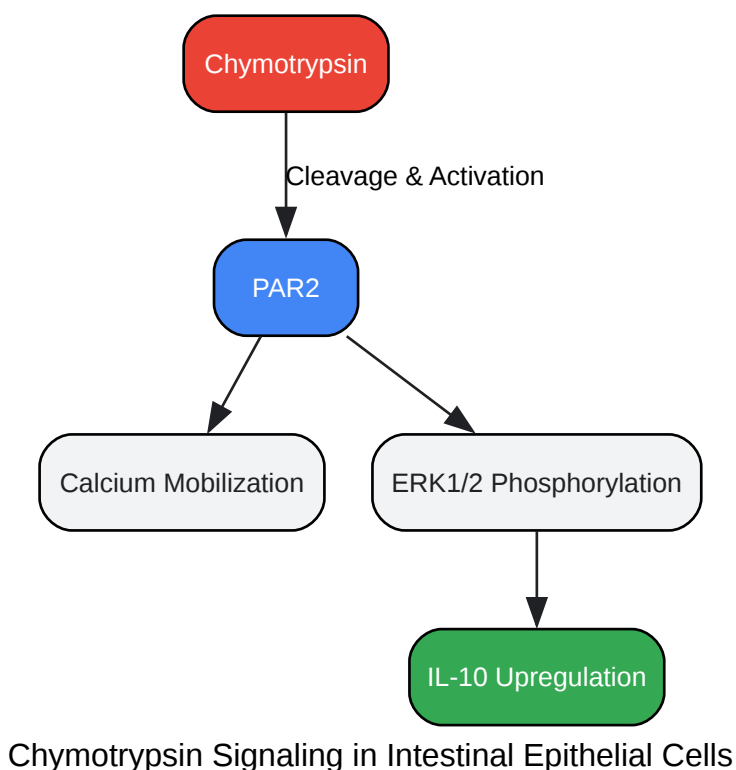 Chymotrypsin
Cleavage & Activation
PAR2
Calcium Mobilization
ERK1/2 Phosphorylation
IL-10 Upregulation
Chymotrypsin Signaling in Intestinal Epithelial Cells